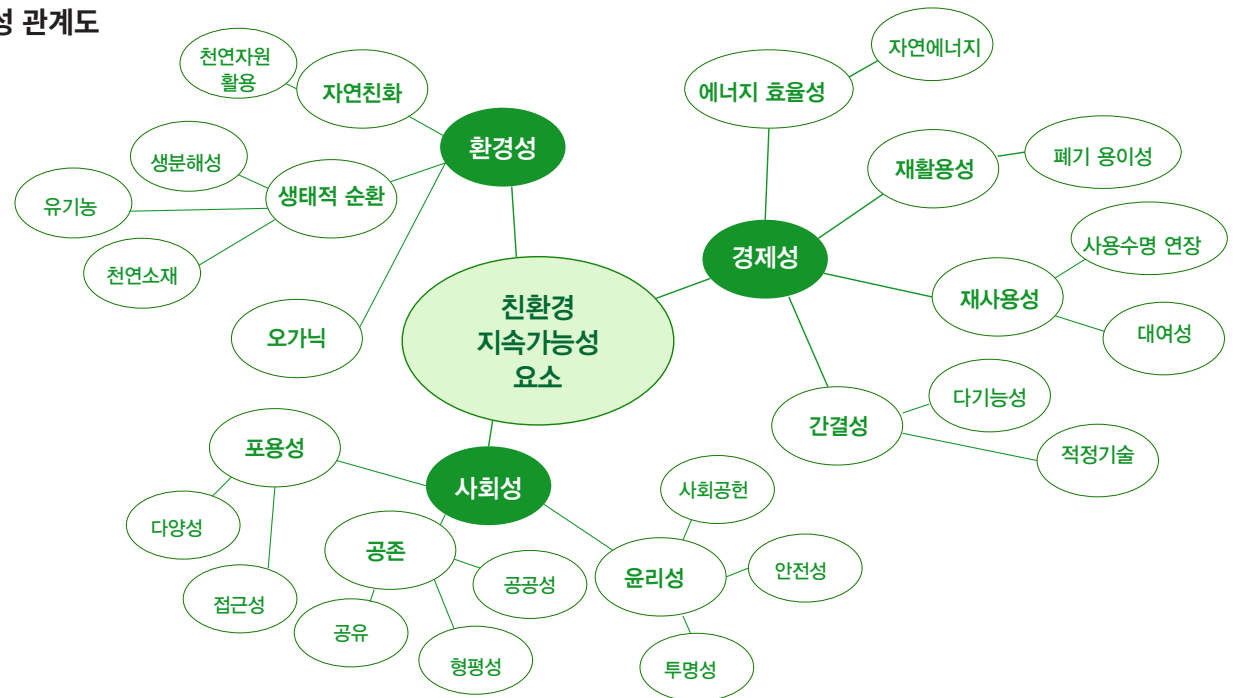 성 관계도
천연자원
활용
자연친화
환경성
생분해성
유기농
생태적 순환
천연소재
오가닉
에너지 효율성
자연에너지
재활용성
폐기 용이성
경제성
사용수명 연장
재사용성
대여성
간결성
다기능성
적정기술
친환경
지속가능성
요소
포용성
사회성
다양성
접근성
공존
공공성
공유
형평성
사회공헌
윤리성
안전성
투명성